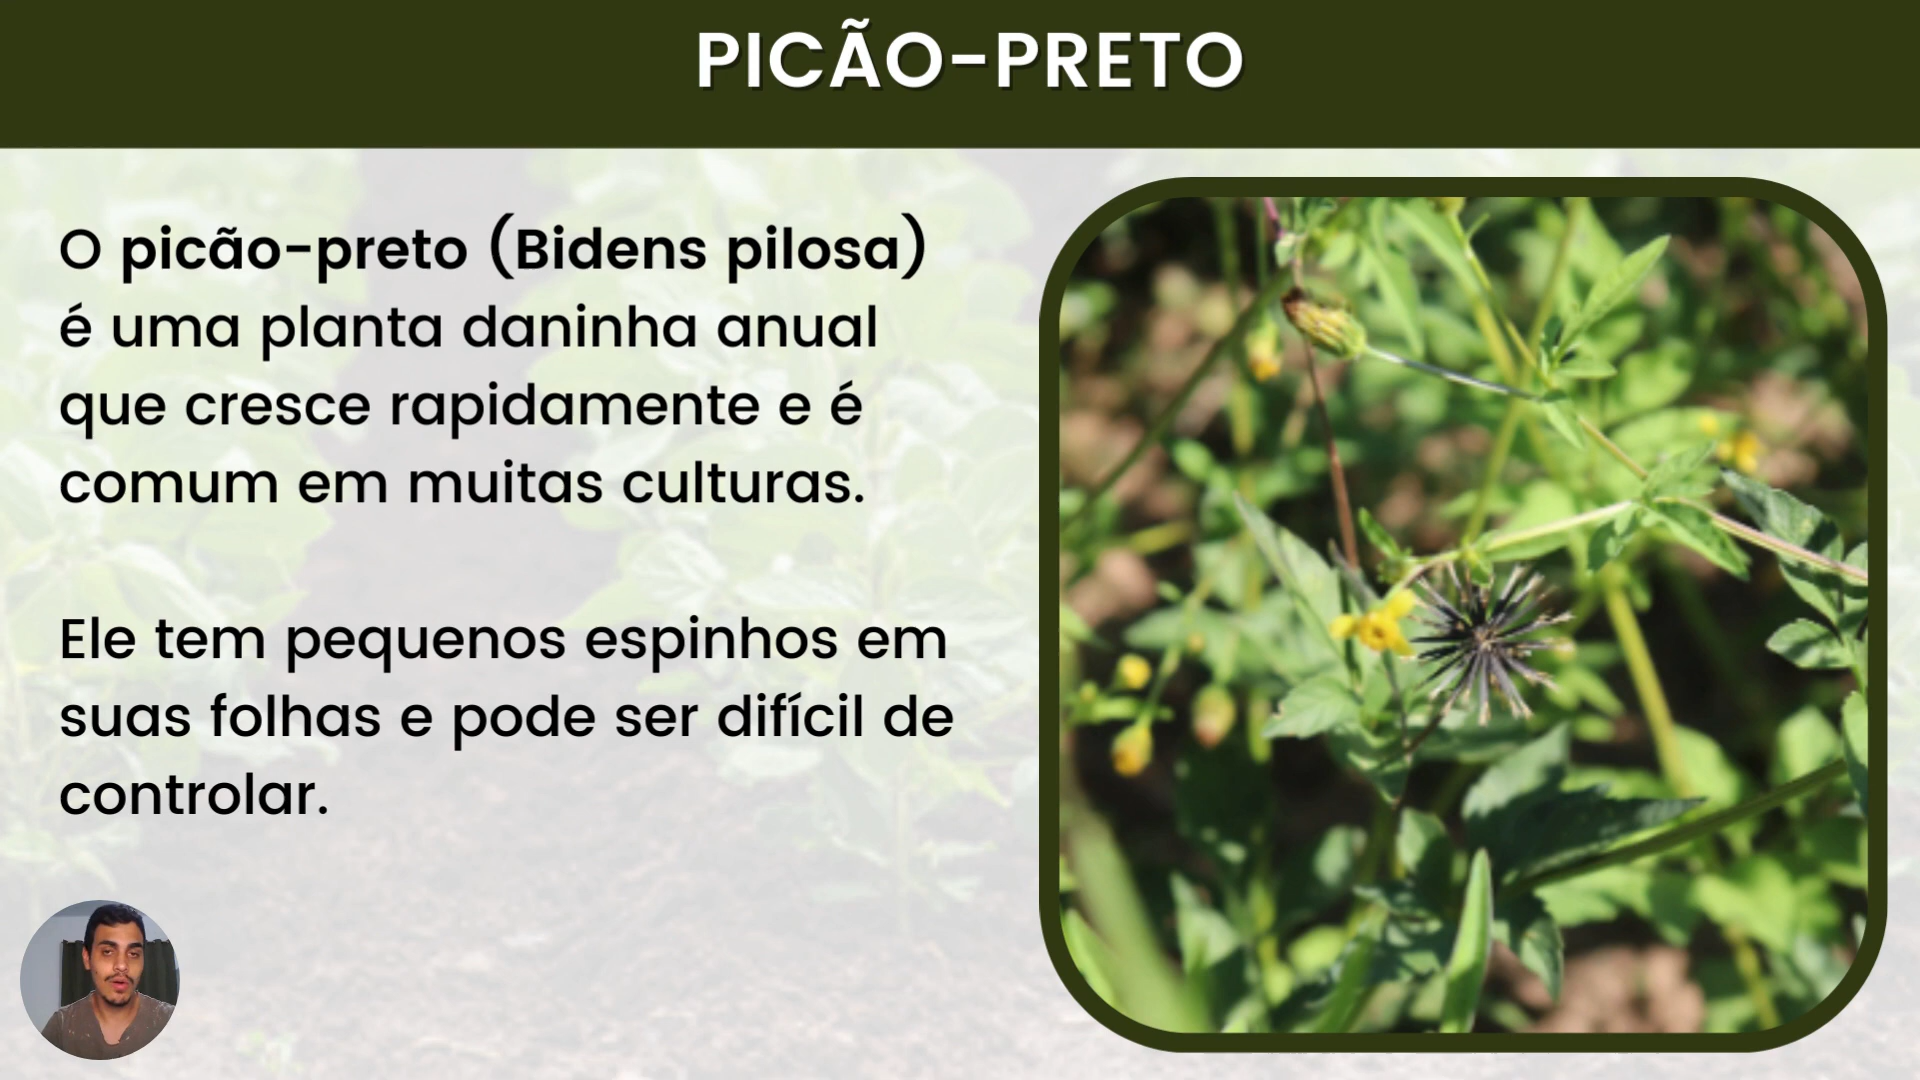 PICÃO-PRETO
O picão-preto (Bidens pilosa)
é uma planta daninha anual
que cresce rapidamente e é
comum em muitas culturas.
Ele tem pequenos espinhos em
suas folhas e pode ser difícil de
controlar.